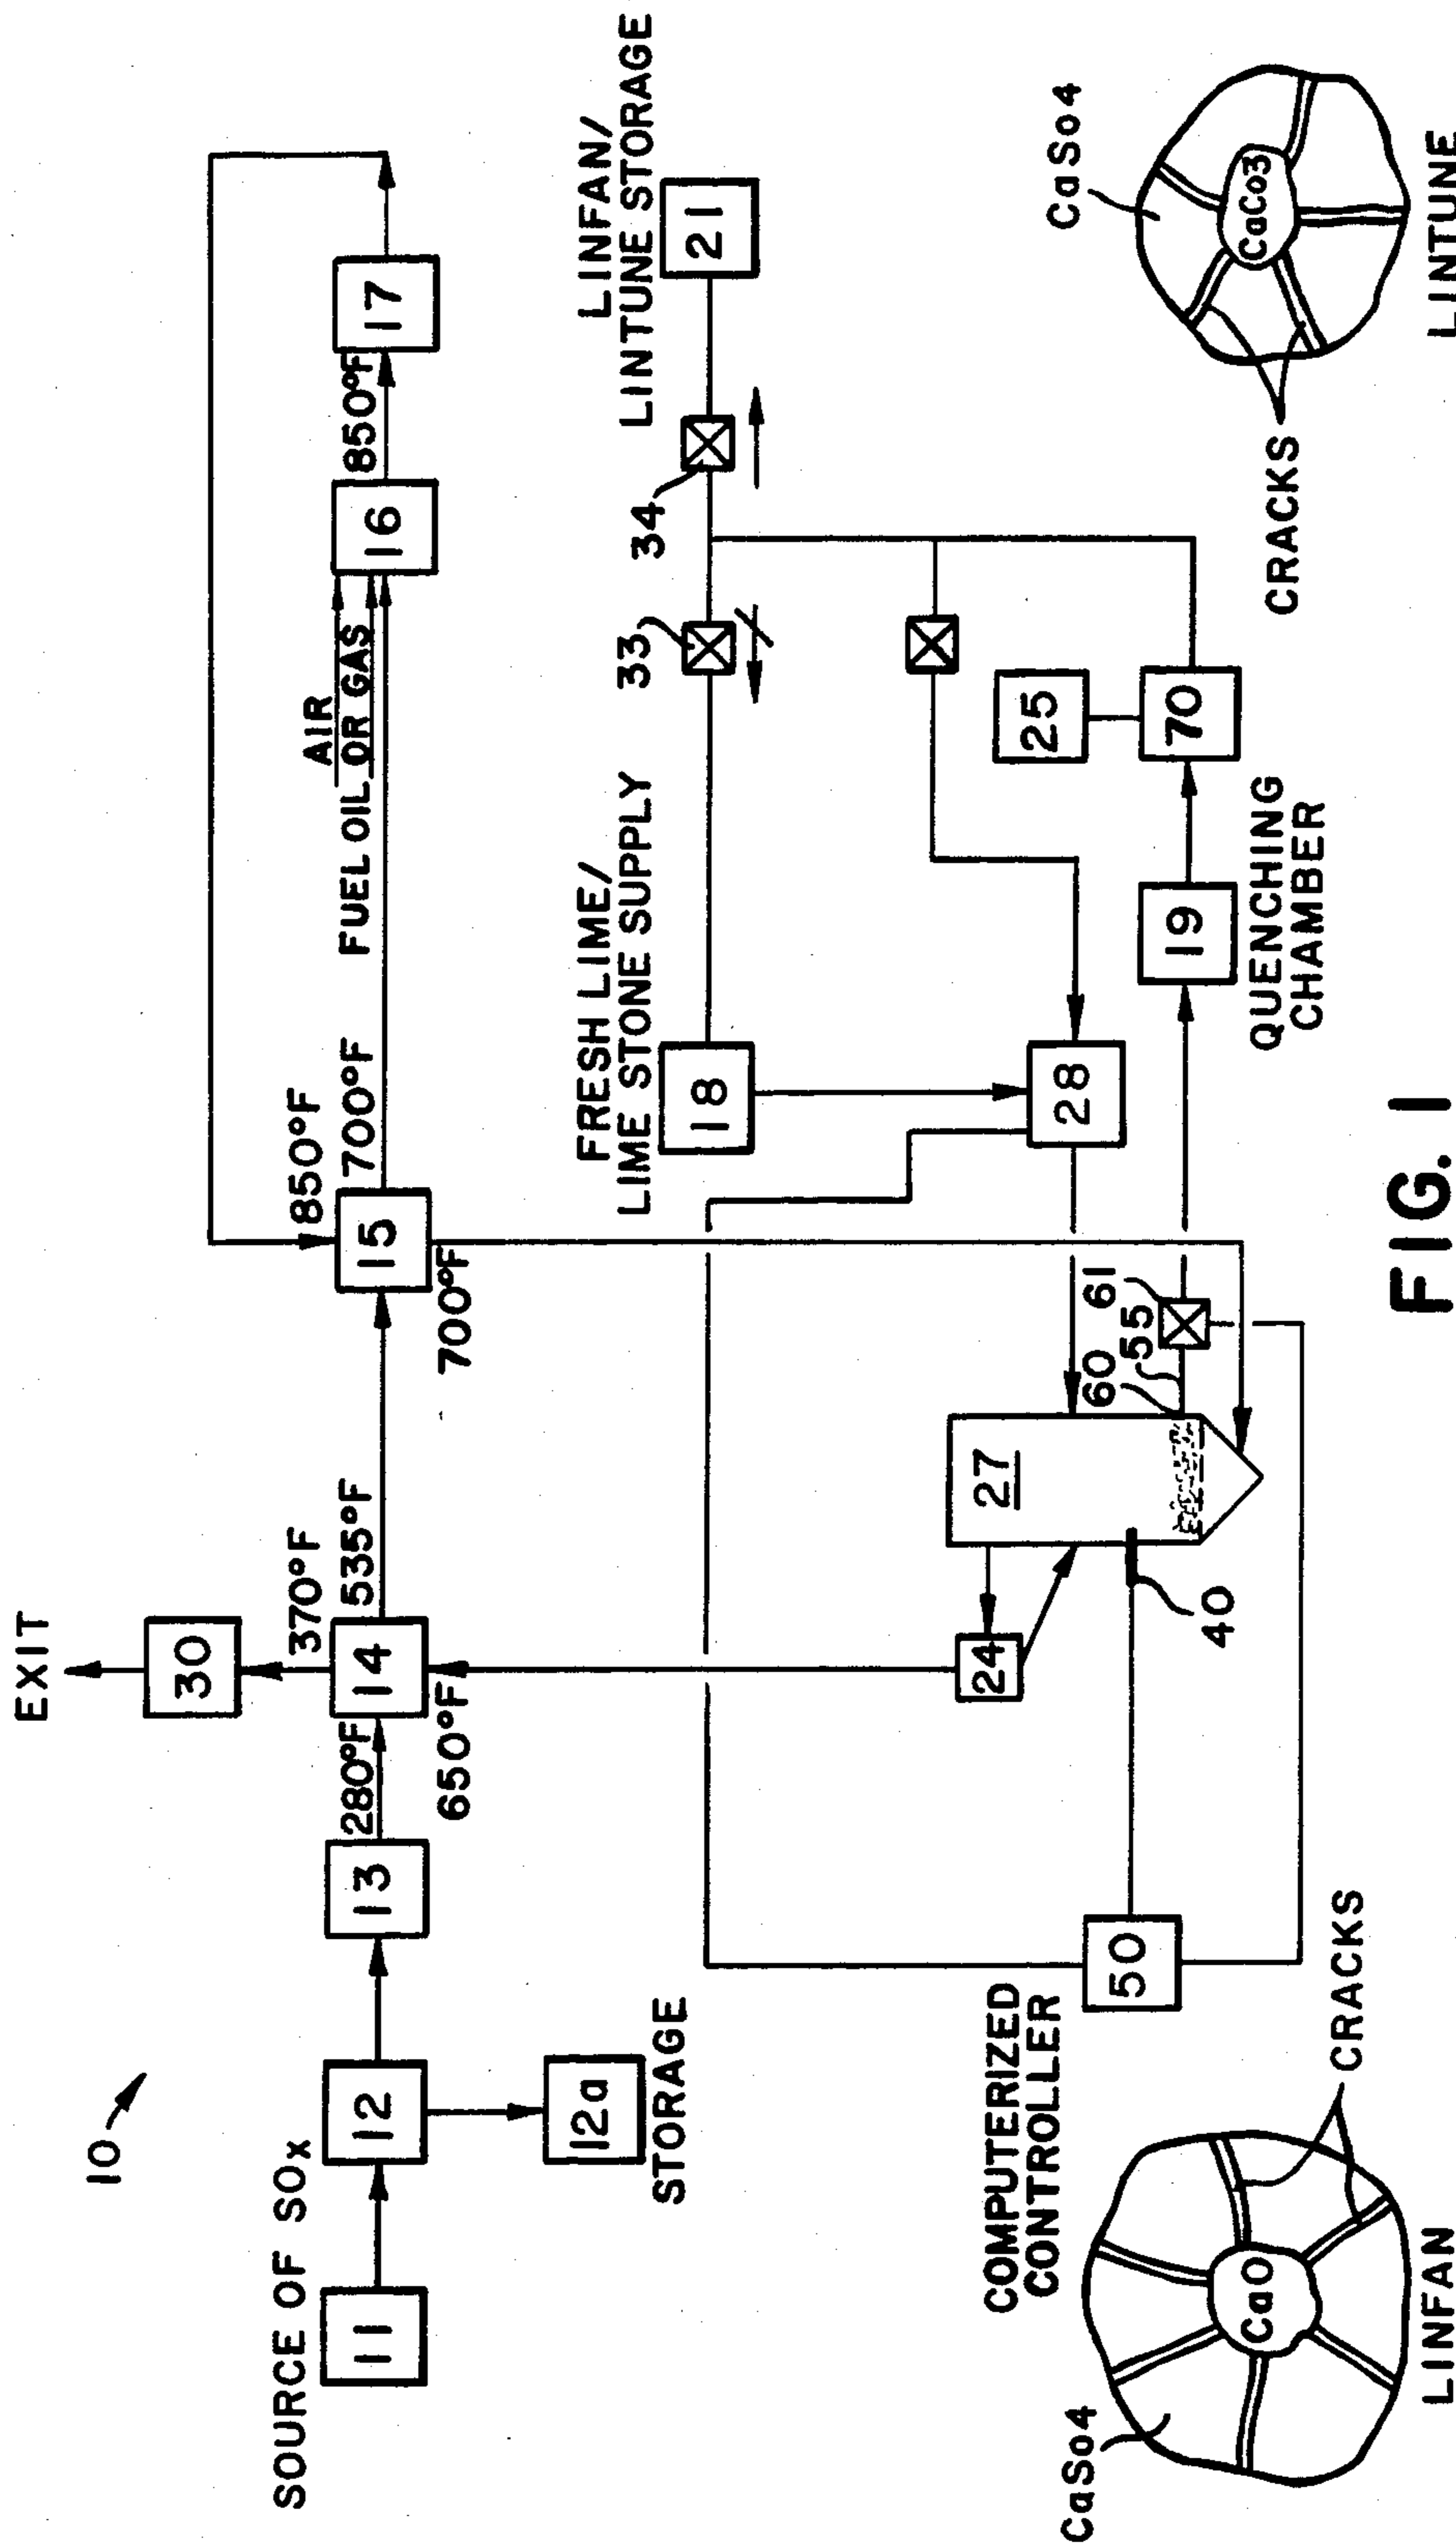 10
EXIT
30
370°F
SOURCE OF SOx
11
12
13
280°F
14
535°F
650°F
12a
STORAGE
15
850°F
700°F
700°F
AIR
FUEL OIL OR GAS
16
850°F
17
FRESH LIME/
LIME STONE SUPPLY
18
33
34
LINFAN/
LINTUNE STORAGE
21
24
27
28
25
40
60
55
61
19
QUENCHING
CHAMBER
70
COMPUTERIZED
CONTROLLER
50
CaSo4
CaO
CRACKS
LINFAN
CaSo4
CaCo3
CRACKS
LINTUNE
FIG. 1